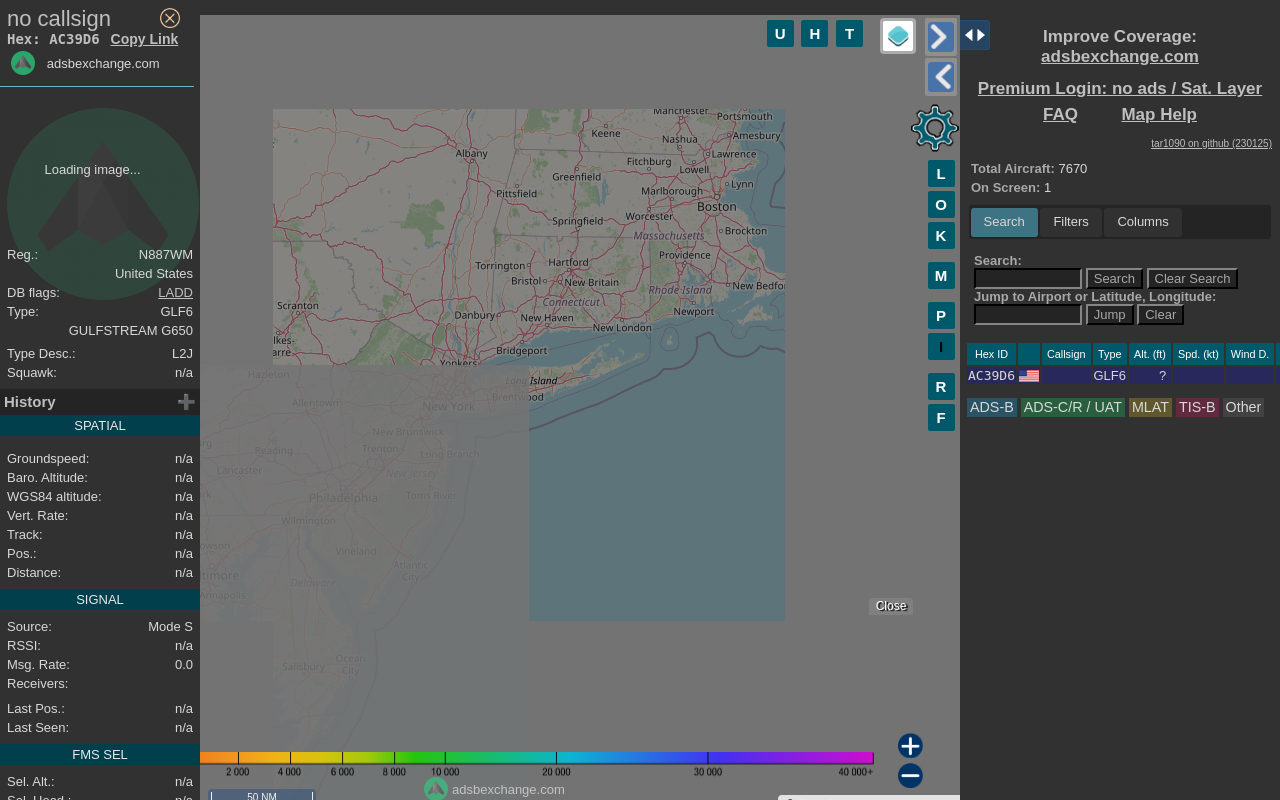 no callsign
Hex: AC39D6 Copy Link
adsbexchange.com
Loading image...
Reg.: N887WM
United States
DB flags: LADD
Type: GLF6
GULFSTREAM G650
Type Desc.: L2J
Squawk: n/a
History
SPATIAL
Groundspeed: n/a
Baro. Altitude: n/a
WGS84 altitude: n/a
Vert. Rate: n/a
Track: n/a
Pos.: n/a
Distance: n/a
SIGNAL
Source: Mode S
RSSI: n/a
Msg. Rate: 0.0
Receivers:
Last Pos.: n/a
Last Seen: n/a
FMS SEL
Sel. Alt.: n/a
Sel. Head.: n/a
U H T
L
O
K
M
P
I
R
F
Manchester
Portsmouth
Keene
Nashua
Amesbury
Albany
Fitchburg
Lawrence
Lowell
Greenfield
Pittsfield
Marlborough
Lynn
Worcester
Boston
Springfield
Brockton
Massachusetts
Providence
Torrington
Hartford
Bristol
New Britain
Rhode Island
New Bedfo
Scranton
Connecticut
Danbury
New Haven
Newport
New London
lkes-
arre
Bridgeport
Yonkers
Hazleton
Long Island
Allentown
New York
Brentwood
New Brunswick
Reading
Trenton
Long Branch
Lancaster
New Jersey
Philadelphia
Toms River
Wilmington
Vineland
Atlantic
City
timore
Delaware
Annapolis
Ocean
City
Salisbury
Close
2 000 4 000 6 000 8 000 10 000 20 000 30 000 40 000+
adsbexchange.com
50 NM
Improve Coverage:
adsbexchange.com
Premium Login: no ads / Sat. Layer
FAQ Map Help
tar1090 on github (230125)
Total Aircraft: 7670
On Screen: 1
Search Filters Columns
Search:
Search Clear Search
Jump to Airport or Latitude, Longitude:
Jump Clear
Hex ID Callsign Type Alt. (ft) Spd. (kt) Wind D.
AC39D6 GLF6 ?
ADS-B ADS-C/R / UAT MLAT TIS-B Other